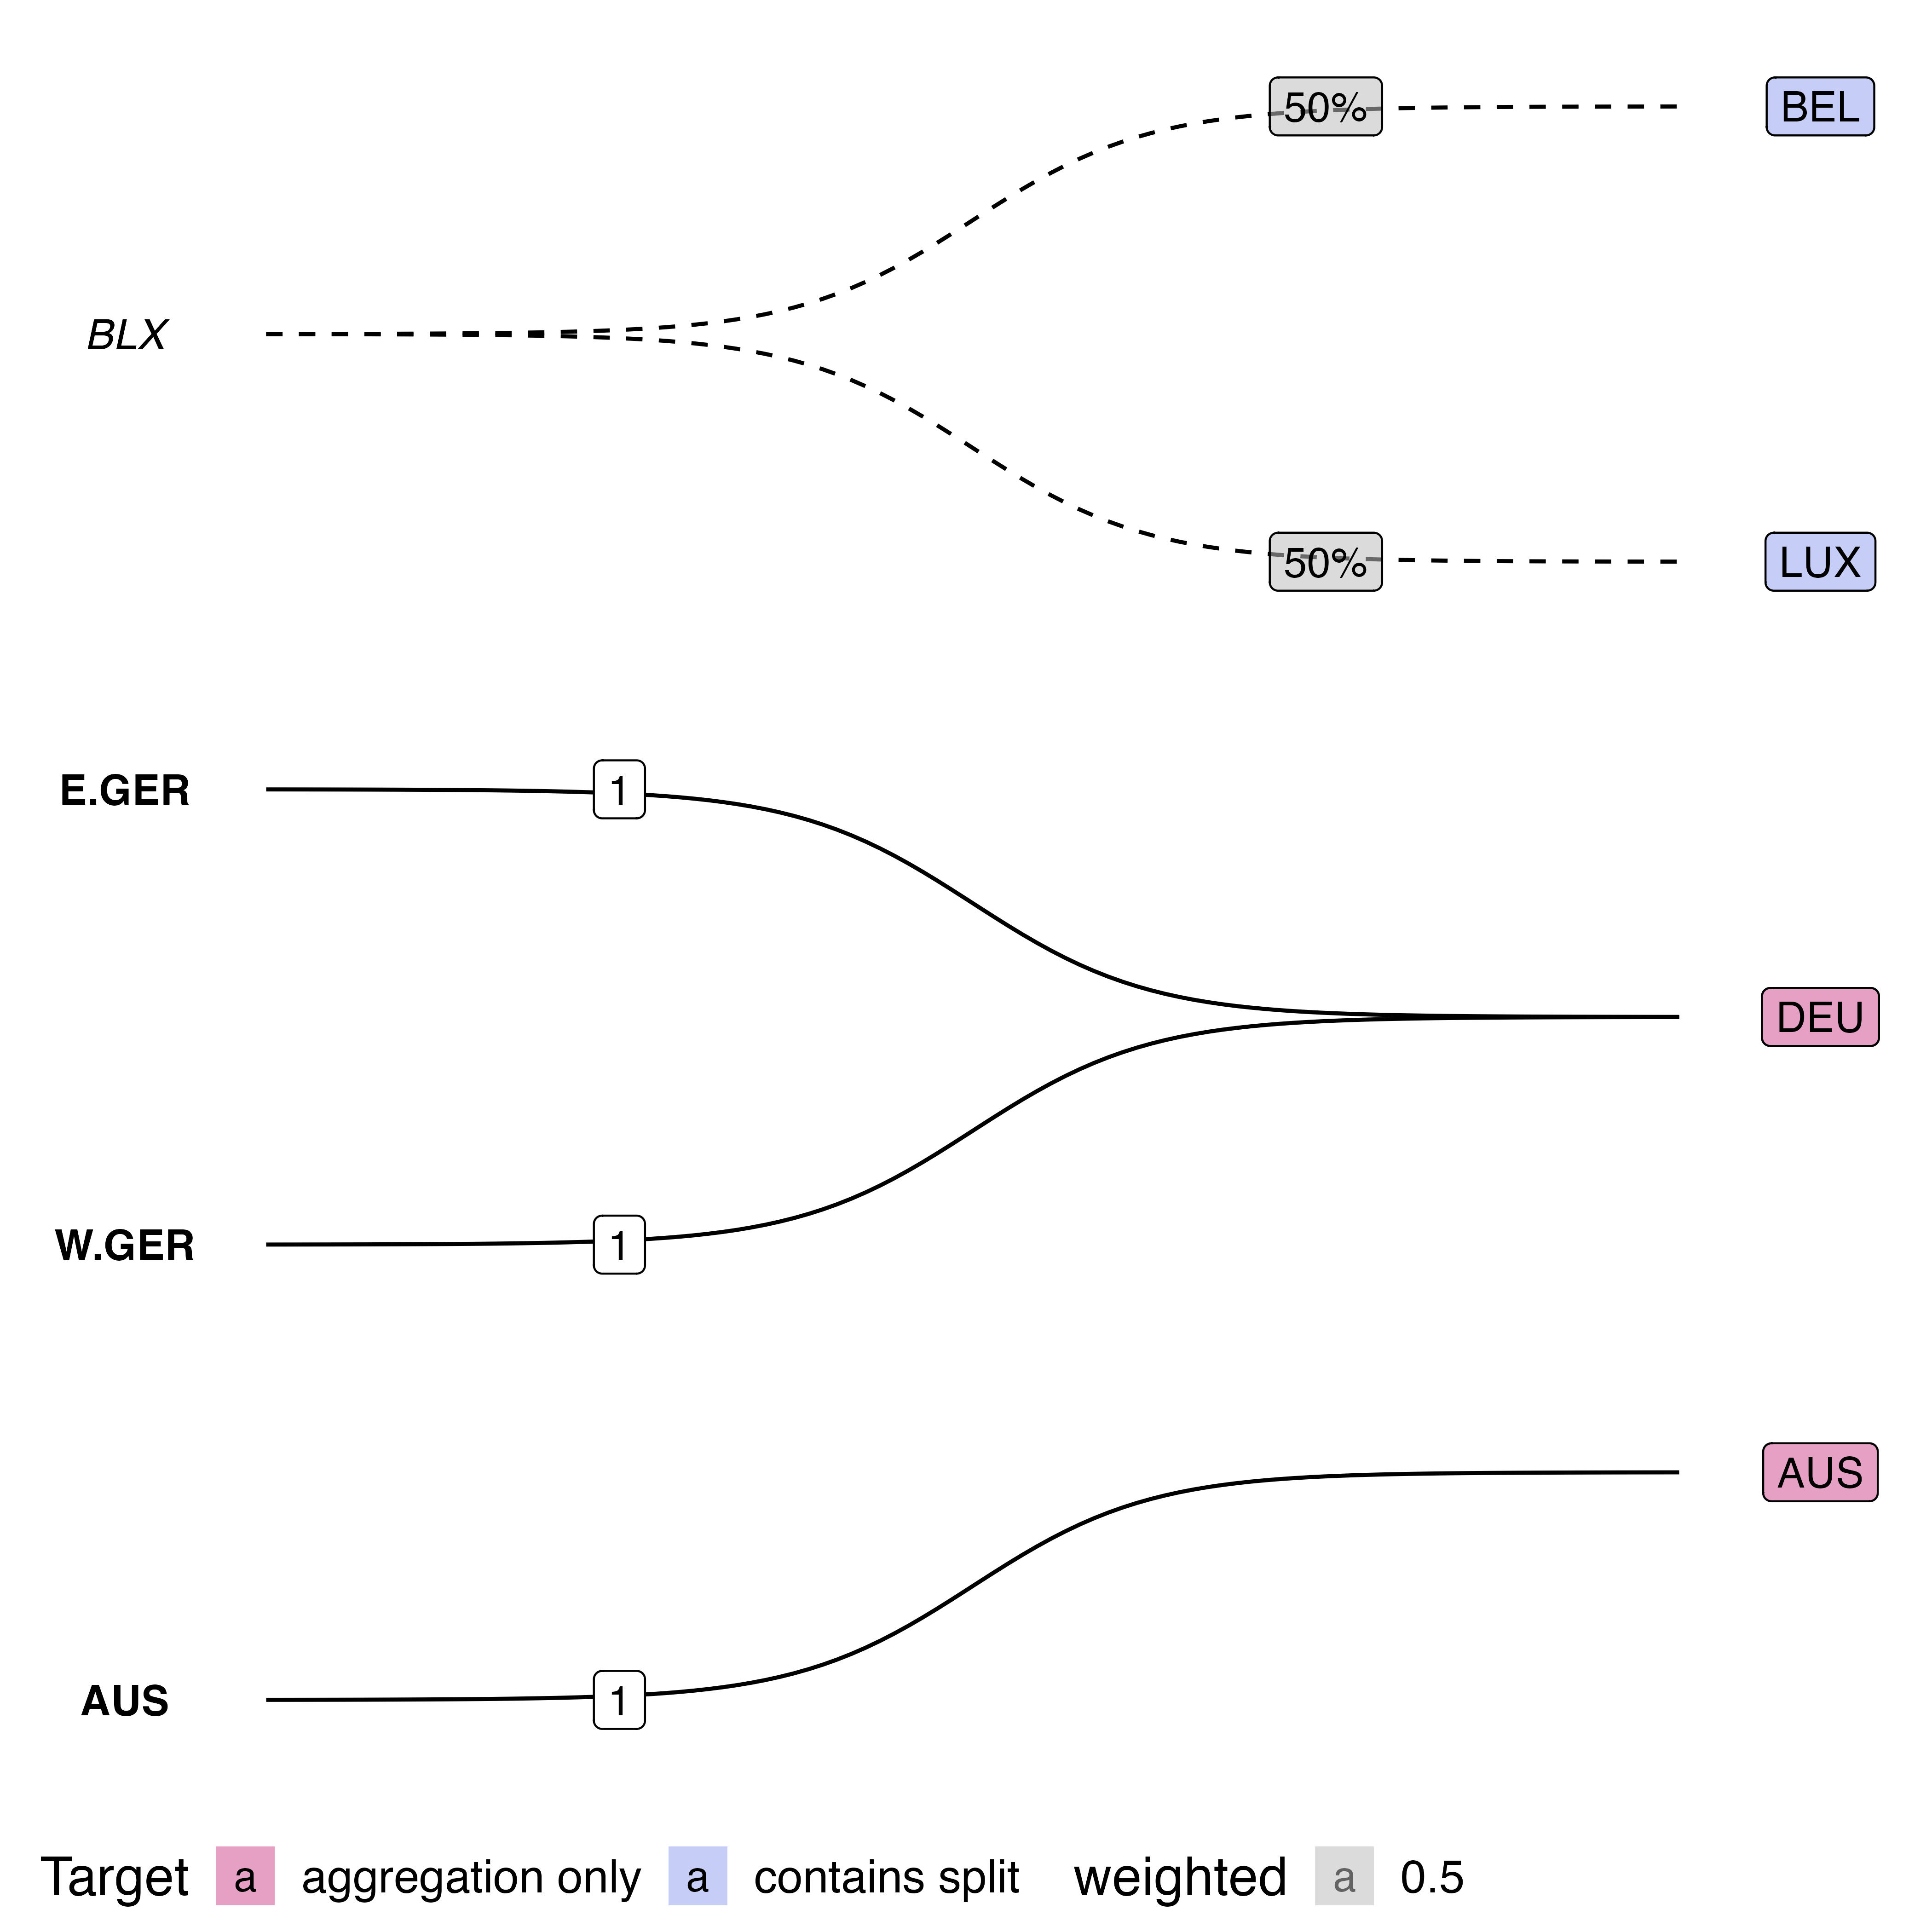 50% BEL
BLX
50% LUX
E.GER 1
DEU
W.GER 1
AUS
AUS 1
Target a aggregation only a contains split weighted a 0.5